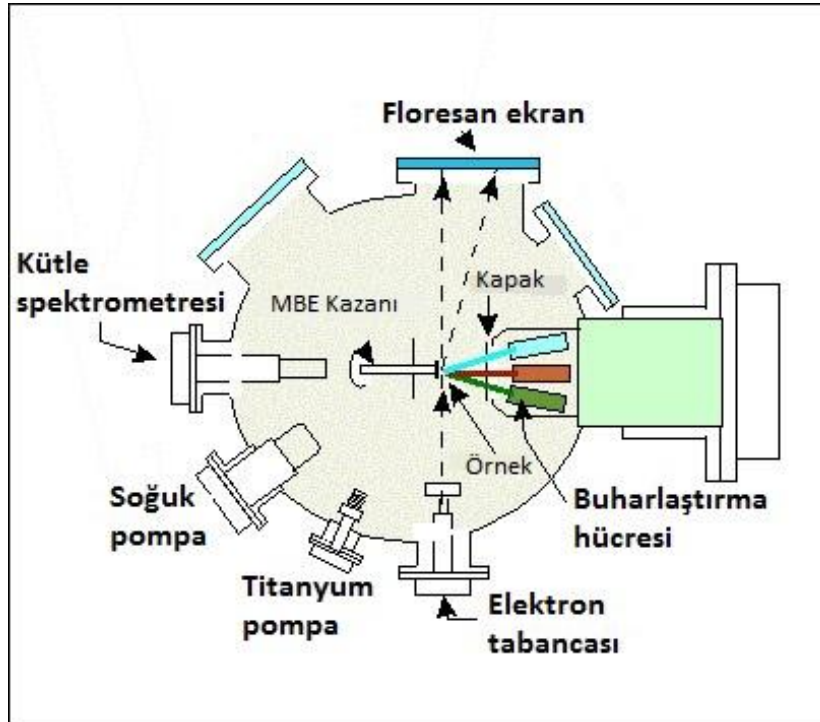 Floresan ekran
Kütle
spektrometresi
Kapak
MBE Kazanı
Örnek
Soğuk
pompa
Buharlaştırma
hücresi
Titanyum
pompa
Elektron
tabancası